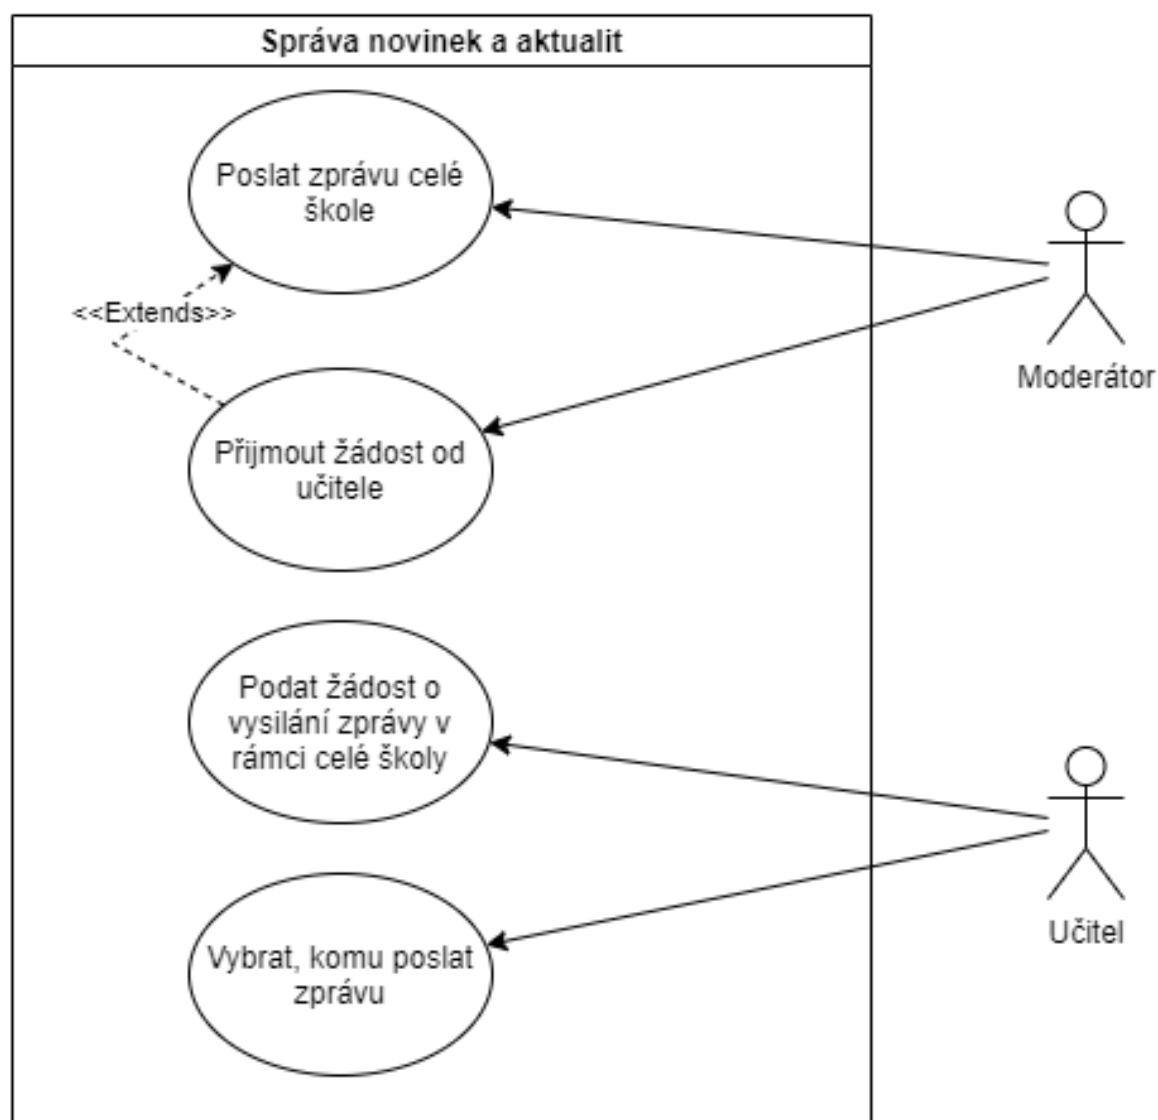 Správa novinek a aktualit
Poslat zprávu celé
škole
<<Extends>>
Moderátor
Přijmout žádost od
učitele
Podat žádost o
vysilání zprávy v
rámci celé školy
Učitel
Vybrat, komu poslat
zprávu